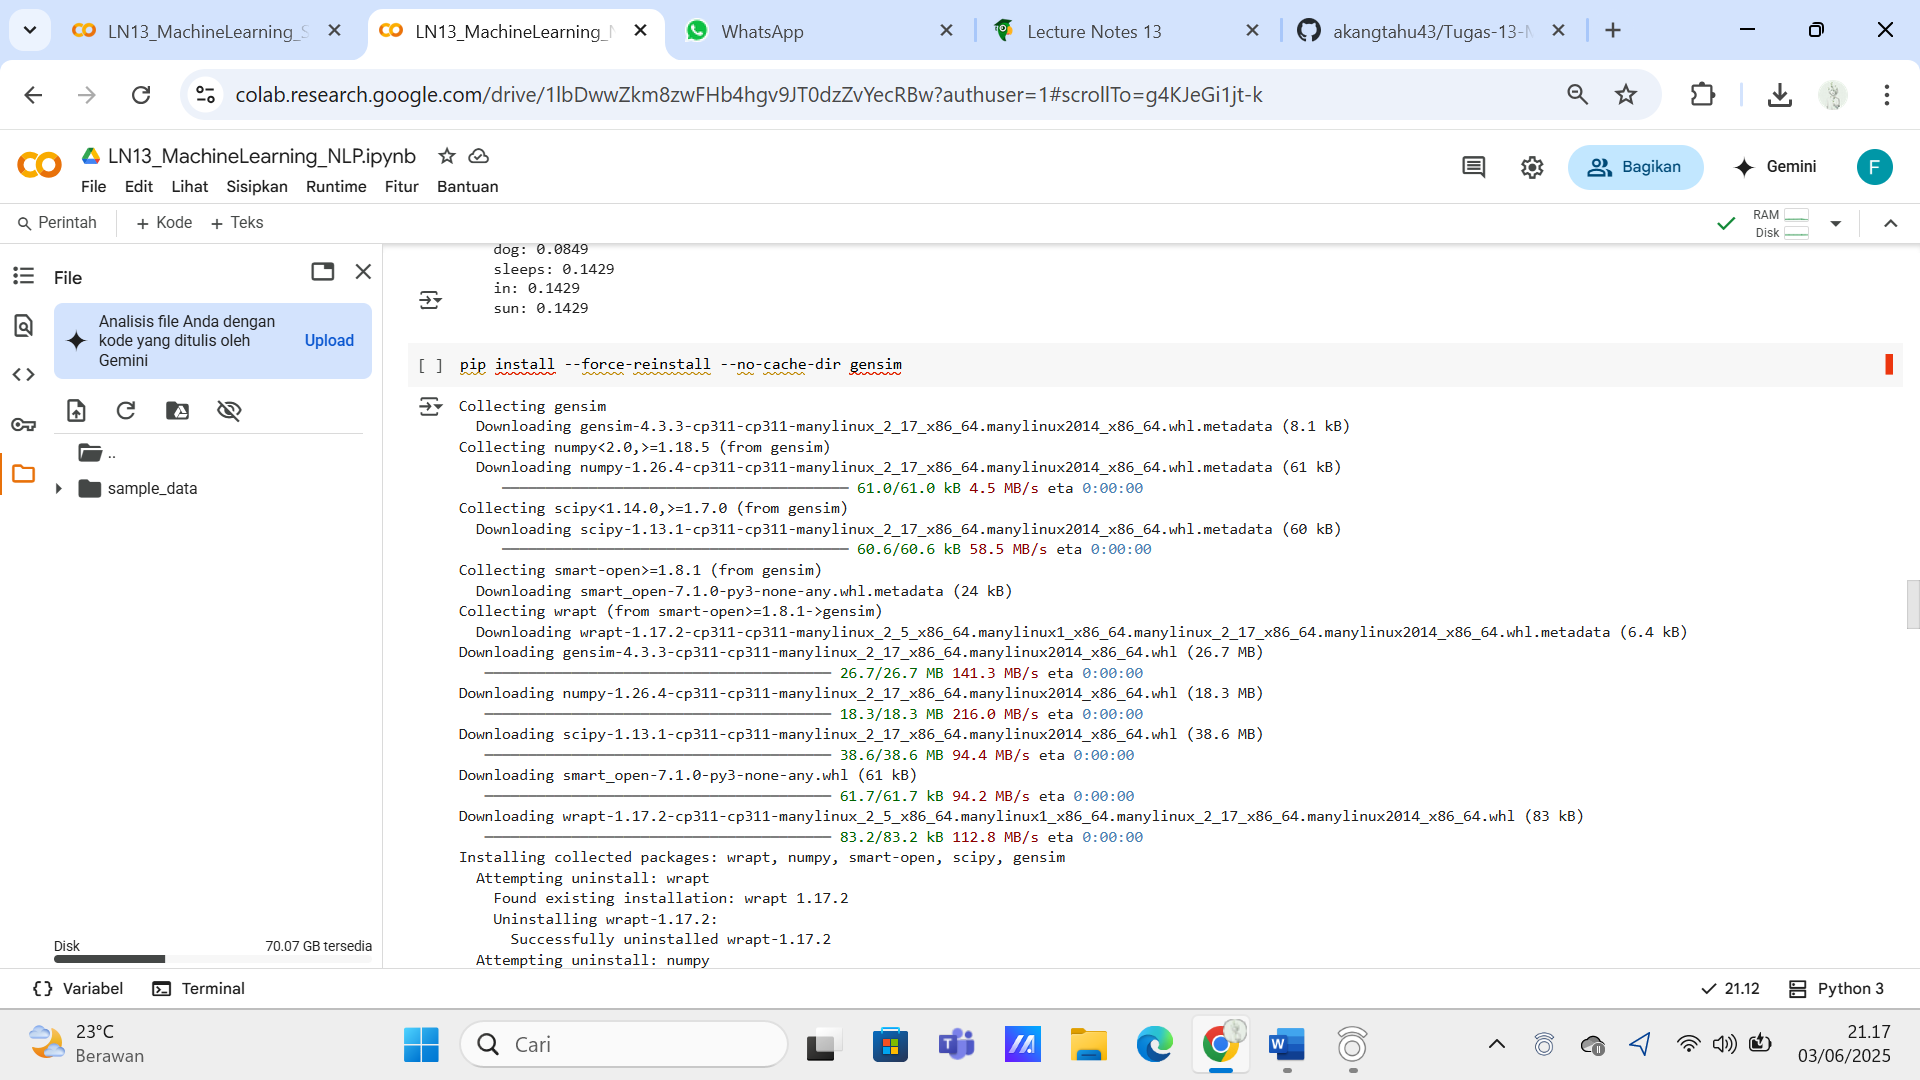 LN13_MachineLearning_S
LN13_MachineLearning_N
WhatsApp
Lecture Notes 13
akangtahu43/Tugas-13-M
colab.research.google.com/drive/1lbDwwZkm8zwFHb4hgv9JT0dzZvYecRBw?authuser=1#scrollTo=g4KJeGi1jt-k
LN13_MachineLearning_NLP.ipynb
File Edit Lihat Sisipkan Runtime Fitur Bantuan
Bagikan
Gemini
F
Perintah
+ Kode + Teks
RAM
Disk
File
Analisis file Anda dengan
kode yang ditulis oleh
Gemini
Upload
..
sample_data
Disk 70.07 GB tersedia
dog: 0.0849
sleeps: 0.1429
in: 0.1429
sun: 0.1429
[ ] pip install --force-reinstall --no-cache-dir gensim
Collecting gensim
Downloading gensim-4.3.3-cp311-cp311-manylinux_2_17_x86_64.manylinux2014_x86_64.whl.metadata (8.1 kB)
Collecting numpy<2.0,>=1.18.5 (from gensim)
Downloading numpy-1.26.4-cp311-cp311-manylinux_2_17_x86_64.manylinux2014_x86_64.whl.metadata (61 kB)
61.0/61.0 kB 4.5 MB/s eta 0:00:00
Collecting scipy<1.14.0,>=1.7.0 (from gensim)
Downloading scipy-1.13.1-cp311-cp311-manylinux_2_17_x86_64.manylinux2014_x86_64.whl.metadata (60 kB)
60.6/60.6 kB 58.5 MB/s eta 0:00:00
Collecting smart-open>=1.8.1 (from gensim)
Downloading smart_open-7.1.0-py3-none-any.whl.metadata (24 kB)
Collecting wrapt (from smart-open>=1.8.1->gensim)
Downloading wrapt-1.17.2-cp311-cp311-manylinux_2_5_x86_64.manylinux1_x86_64.manylinux_2_17_x86_64.manylinux2014_x86_64.whl.metadata (6.4 kB)
Downloading gensim-4.3.3-cp311-cp311-manylinux_2_17_x86_64.manylinux2014_x86_64.whl (26.7 MB)
26.7/26.7 MB 141.3 MB/s eta 0:00:00
Downloading numpy-1.26.4-cp311-cp311-manylinux_2_17_x86_64.manylinux2014_x86_64.whl (18.3 MB)
18.3/18.3 MB 216.0 MB/s eta 0:00:00
Downloading scipy-1.13.1-cp311-cp311-manylinux_2_17_x86_64.manylinux2014_x86_64.whl (38.6 MB)
38.6/38.6 MB 94.4 MB/s eta 0:00:00
Downloading smart_open-7.1.0-py3-none-any.whl (61 kB)
61.7/61.7 kB 94.2 MB/s eta 0:00:00
Downloading wrapt-1.17.2-cp311-cp311-manylinux_2_5_x86_64.manylinux1_x86_64.manylinux_2_17_x86_64.manylinux2014_x86_64.whl (83 kB)
83.2/83.2 kB 112.8 MB/s eta 0:00:00
Installing collected packages: wrapt, numpy, smart-open, scipy, gensim
Attempting uninstall: wrapt
Found existing installation: wrapt 1.17.2
Uninstalling wrapt-1.17.2:
Successfully uninstalled wrapt-1.17.2
Attempting uninstall: numpy
Variabel
Terminal
21.12
Python 3
23°C
Berawan
Cari
21.17
03/06/2025